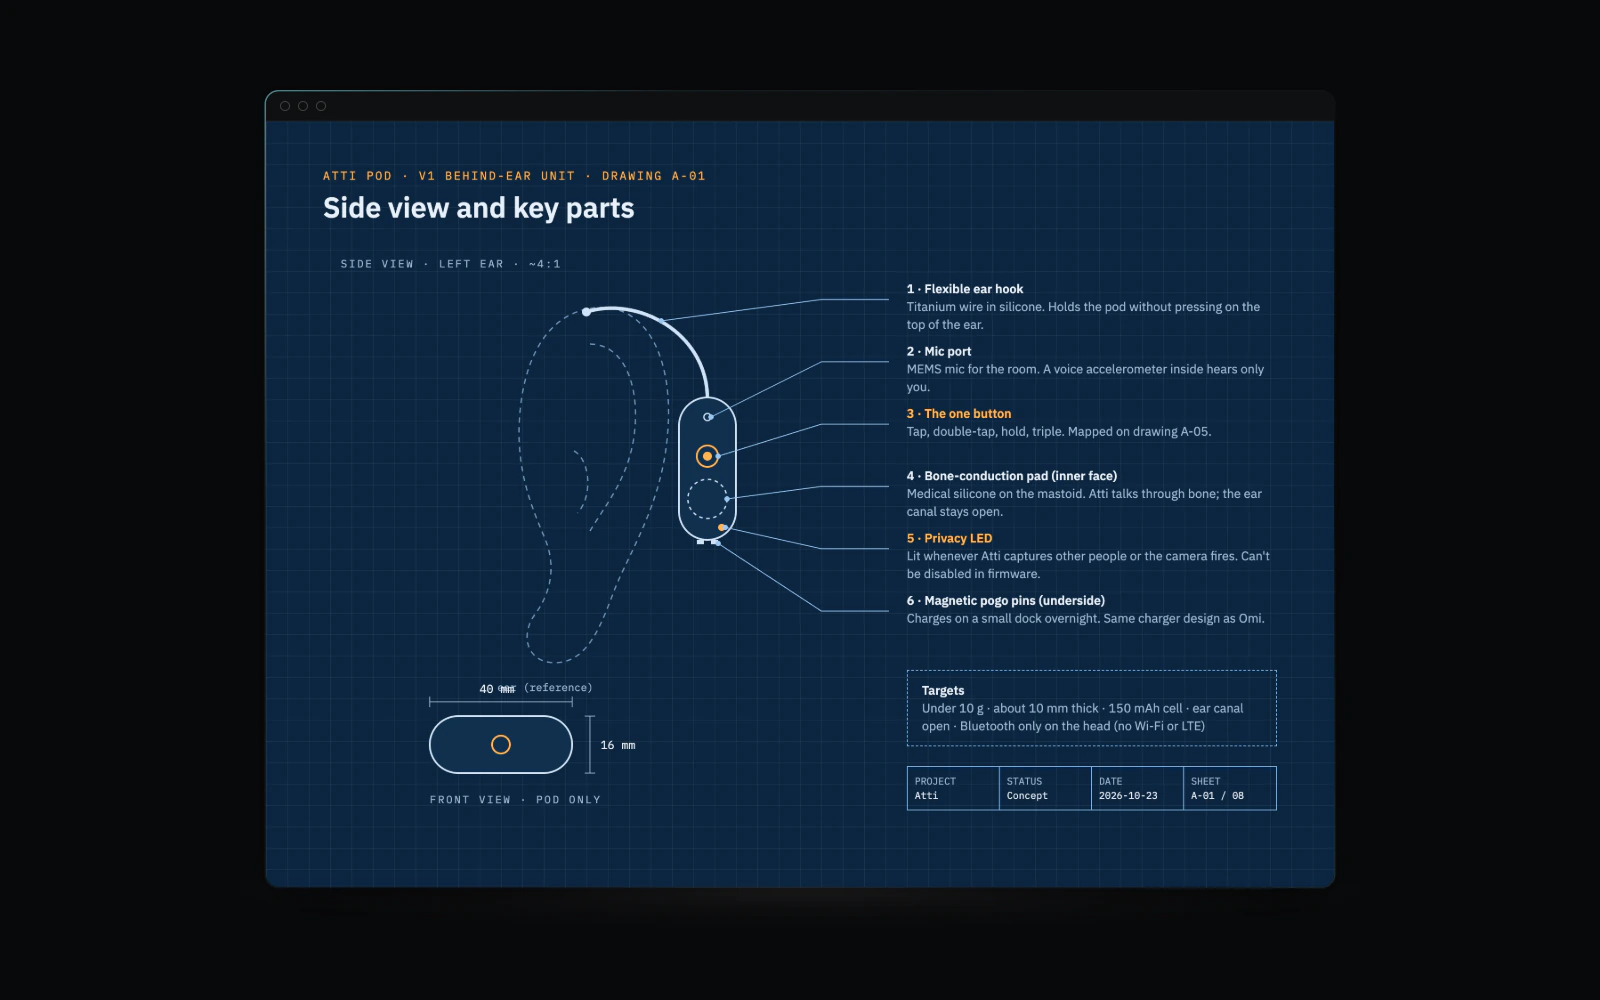 ATTI POD · V1 BEHIND-EAR UNIT · DRAWING A-01
Side view and key parts
SIDE VIEW · LEFT EAR · ~4:1
1 · Flexible ear hook
Titanium wire in silicone. Holds the pod without pressing on the
top of the ear.
2 · Mic port
MEMS mic for the room. A voice accelerometer inside hears only
you.
3 · The one button
Tap, double-tap, hold, triple. Mapped on drawing A-05.
4 · Bone-conduction pad (inner face)
Medical silicone on the mastoid. Atti talks through bone; the ear
canal stays open.
5 · Privacy LED
Lit whenever Atti captures other people or the camera fires. Can't
be disabled in firmware.
6 · Magnetic pogo pins (underside)
Charges on a small dock overnight. Same charger design as Omi.
ear (reference)
40 mm
16 mm
FRONT VIEW · POD ONLY
Targets
Under 10 g · about 10 mm thick · 150 mAh cell · ear canal
open · Bluetooth only on the head (no Wi-Fi or LTE)
PROJECT
Atti
STATUS
Concept
DATE
2026-10-23
SHEET
A-01 / 08